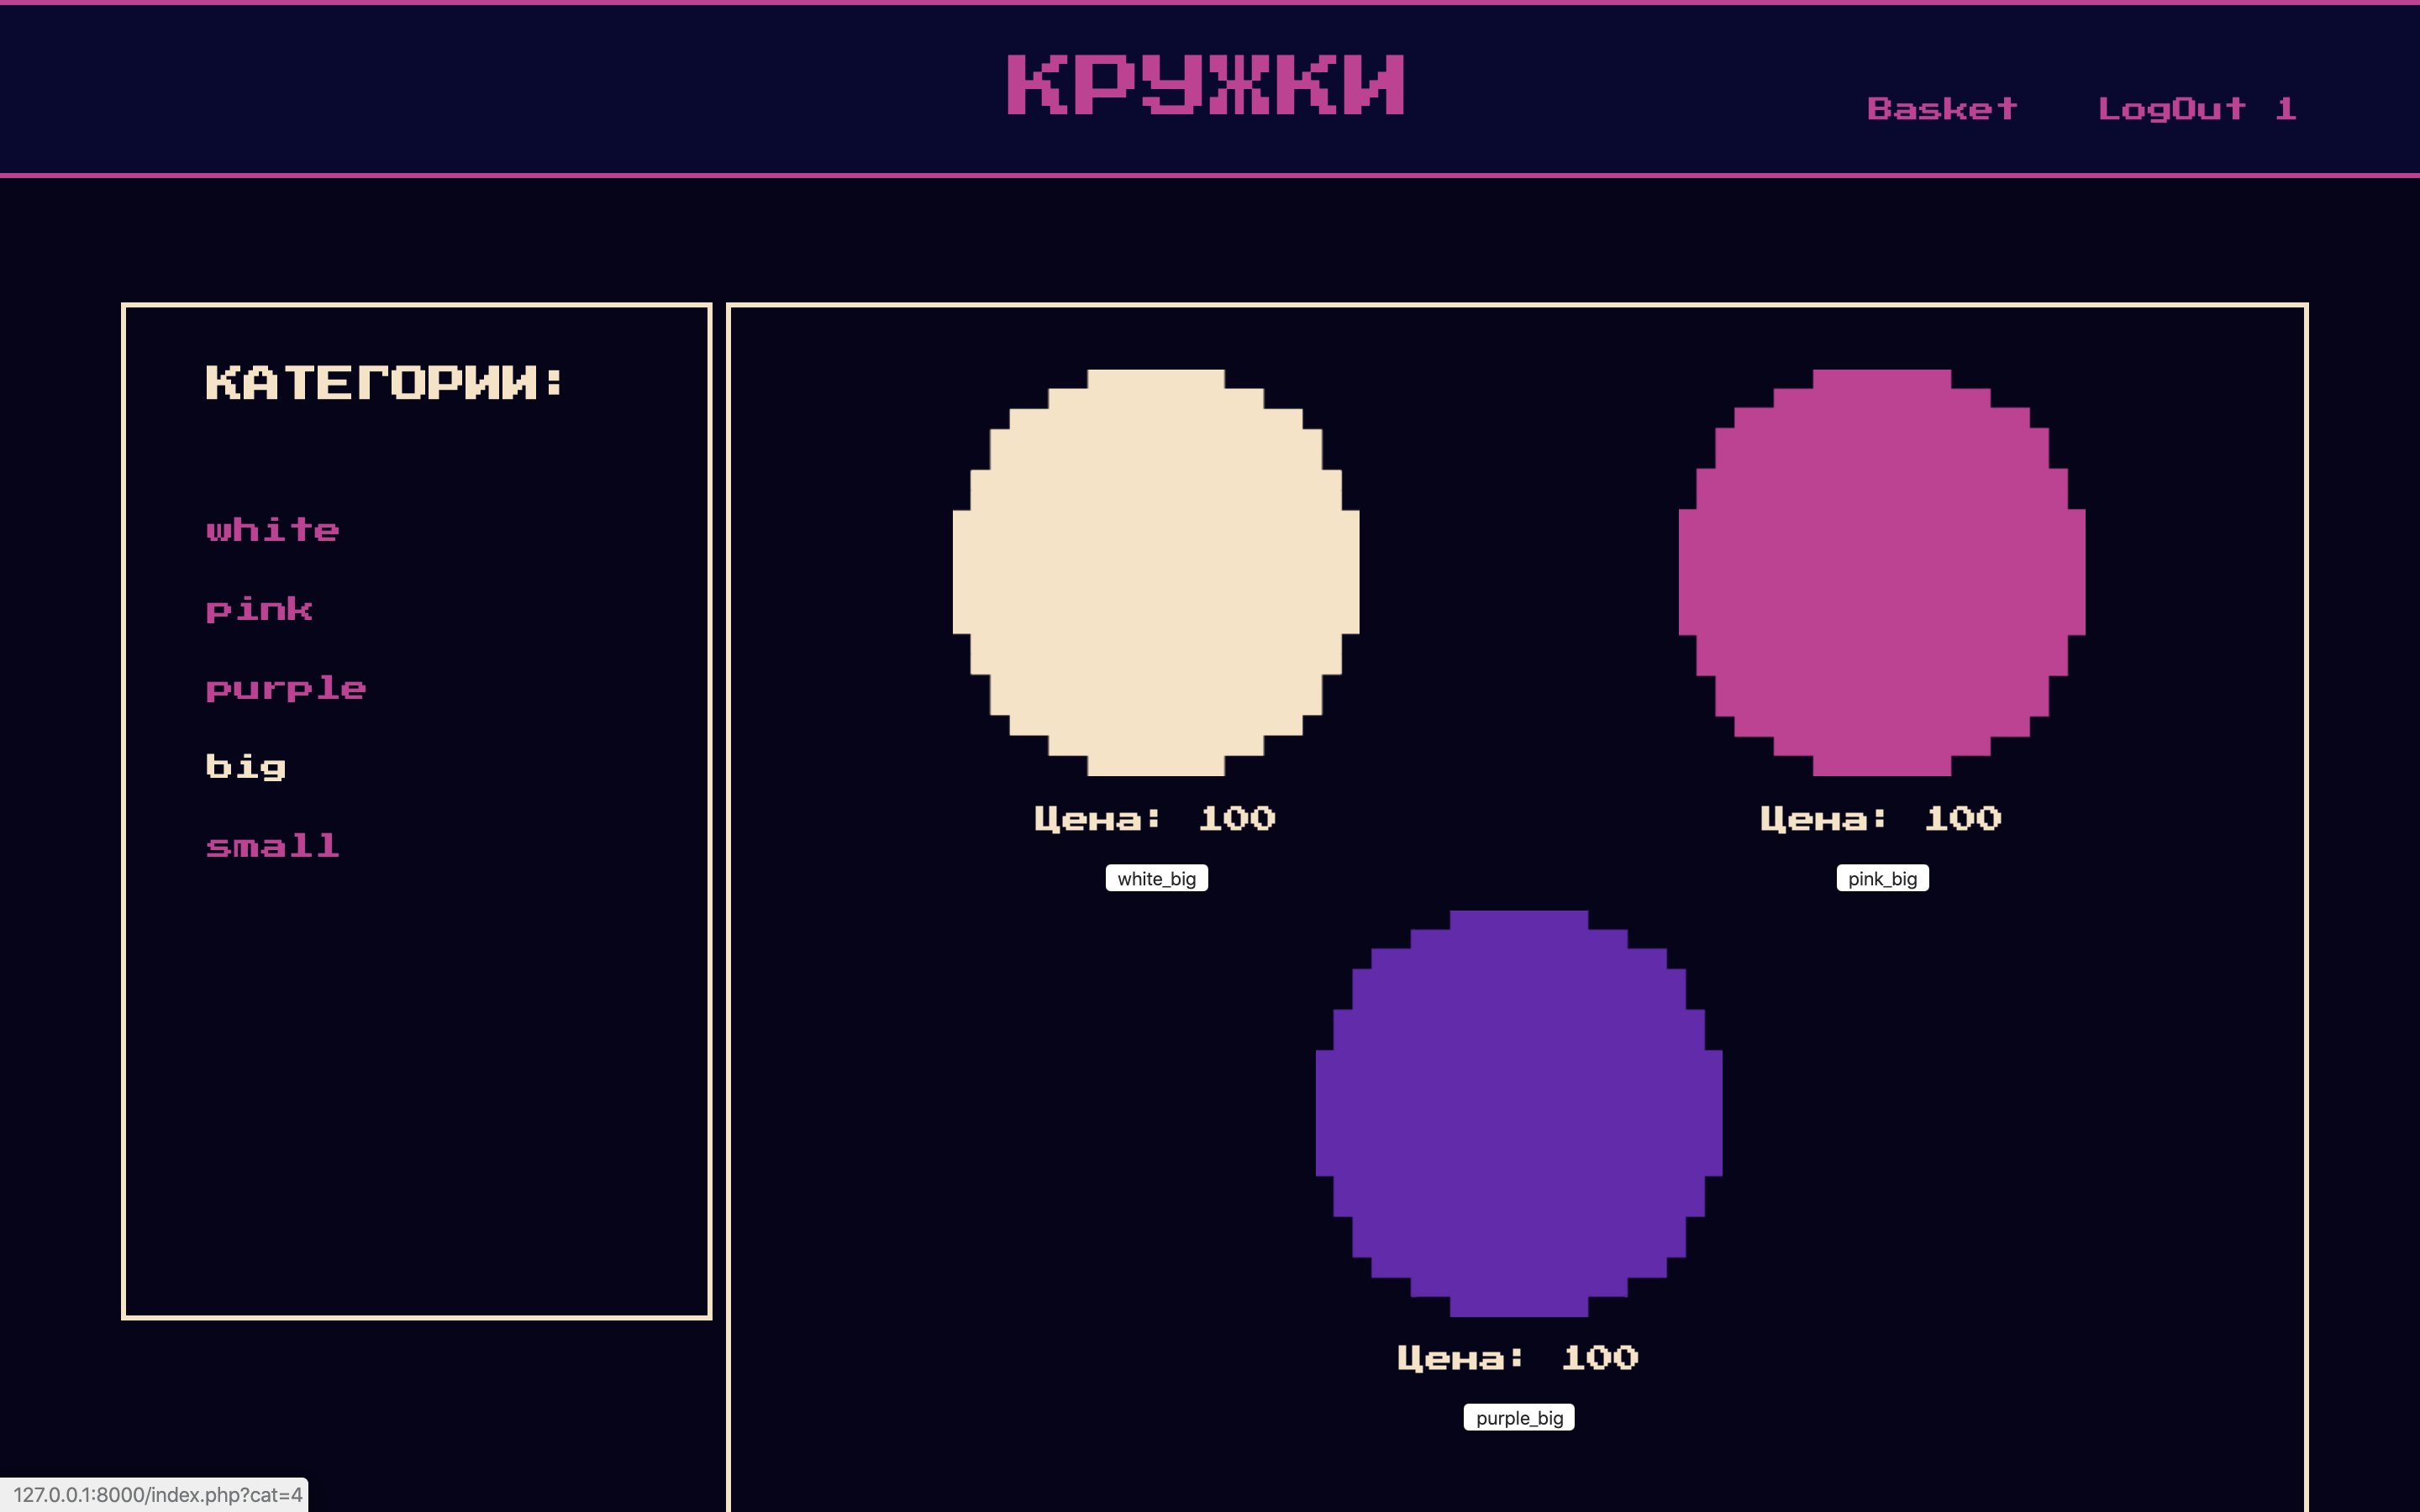 КРУЖКИ
Basket LogOut 1
КАТЕГОРИИ:
white
pink
purple
big
small
Цена: 100
white_big
Цена: 100
pink_big
Цена: 100
purple_big
127.0.0.1:8000/index.php?cat=4